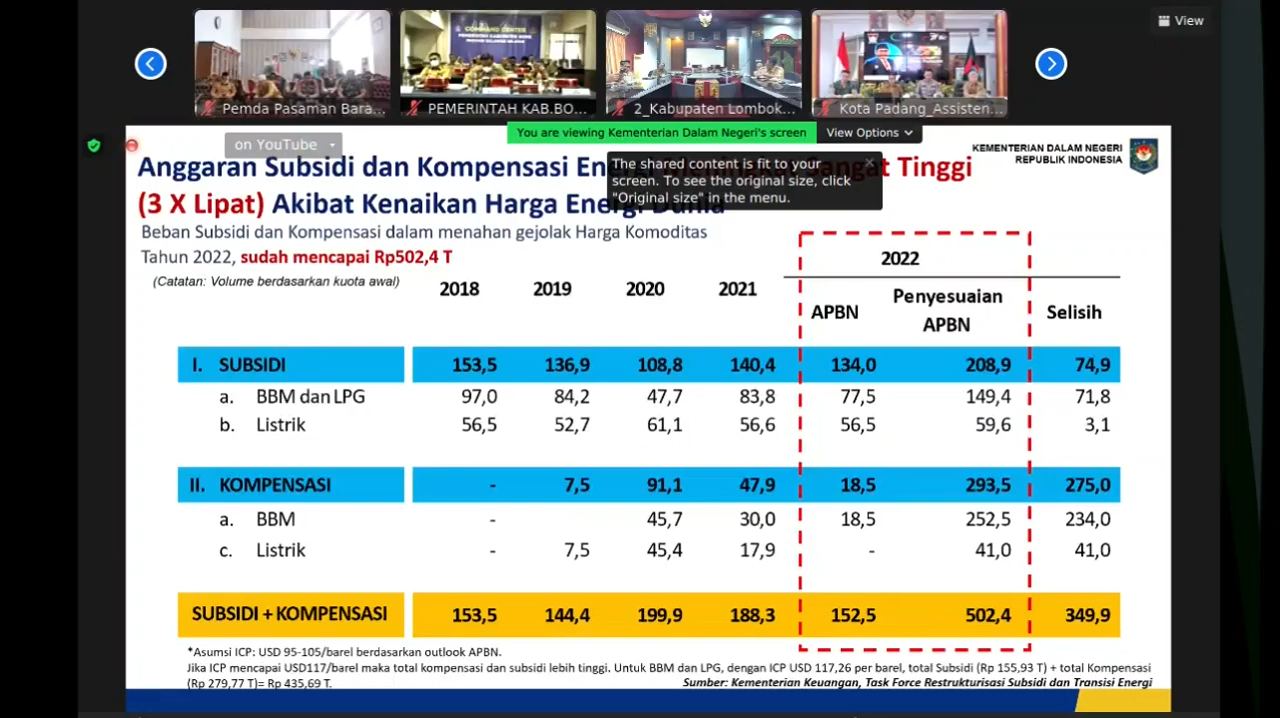 View
Pemda Pasaman Bara...
PEMERINTAH KAB.BO...
2_Kabupaten Lombok...
Kota Padang_Assisten...
COMMAND CENTER
You are viewing Kementerian Dalam Negeri's screen
View Options
on YouTube
The shared content is fit to your
screen. To see the original size, click
"Original size" in the menu.
KEMENTERIAN DALAM NEGERI
REPUBLIK INDONESIA
Anggaran Subsidi dan Kompensasi Sangat Tinggi
(3 X Lipat) Akibat Kenaikan Harga Dunia
Beban Subsidi dan Kompensasi dalam menahan gejolak Harga Komoditas
Tahun 2022, sudah mencapai Rp502,4 T
(Catatan: Volume berdasarkan kuota awal)
2022
2018 2019 2020 2021 APBN Penyesuaian APBN Selisih
I. SUBSIDI 153,5 136,9 108,8 140,4 134,0 208,9 74,9
a. BBM dan LPG 97,0 84,2 47,7 83,8 77,5 149,4 71,8
b. Listrik 56,5 52,7 61,1 56,6 56,5 59,6 3,1
II. KOMPENSASI - 7,5 91,1 47,9 18,5 293,5 275,0
a. BBM - 45,7 30,0 18,5 252,5 234,0
c. Listrik - 7,5 45,4 17,9 - 41,0 41,0
SUBSIDI + KOMPENSASI 153,5 144,4 199,9 188,3 152,5 502,4 349,9
*Asumsi ICP: USD 95-105/barel berdasarkan outlook APBN.
Jika ICP mencapai USD117/barel maka total kompensasi dan subsidi lebih tinggi. Untuk BBM dan LPG, dengan ICP USD 117,26 per barel, total Subsidi (Rp 155,93 T) + total Kompensasi
(Rp 279,77 T)= Rp 435,69 T.
Sumber: Kementerian Keuangan, Task Force Restrukturisasi Subsidi dan Transisi Energi